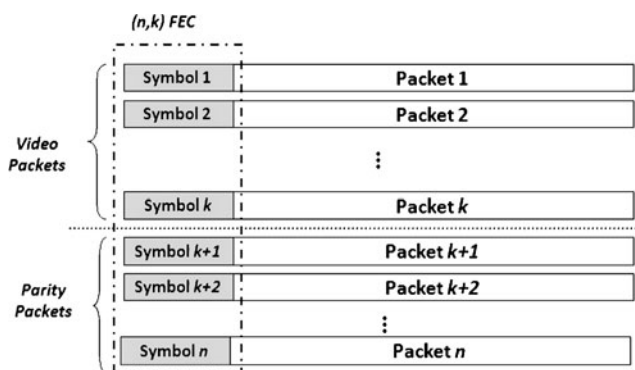 (n,k) FEC
Symbol 1 Packet 1
Symbol 2 Packet 2
Video
Packets
⋮
Symbol k Packet k
Symbol k+1 Packet k+1
Symbol k+2 Packet k+2
Parity
Packets
⋮
Symbol n Packet n